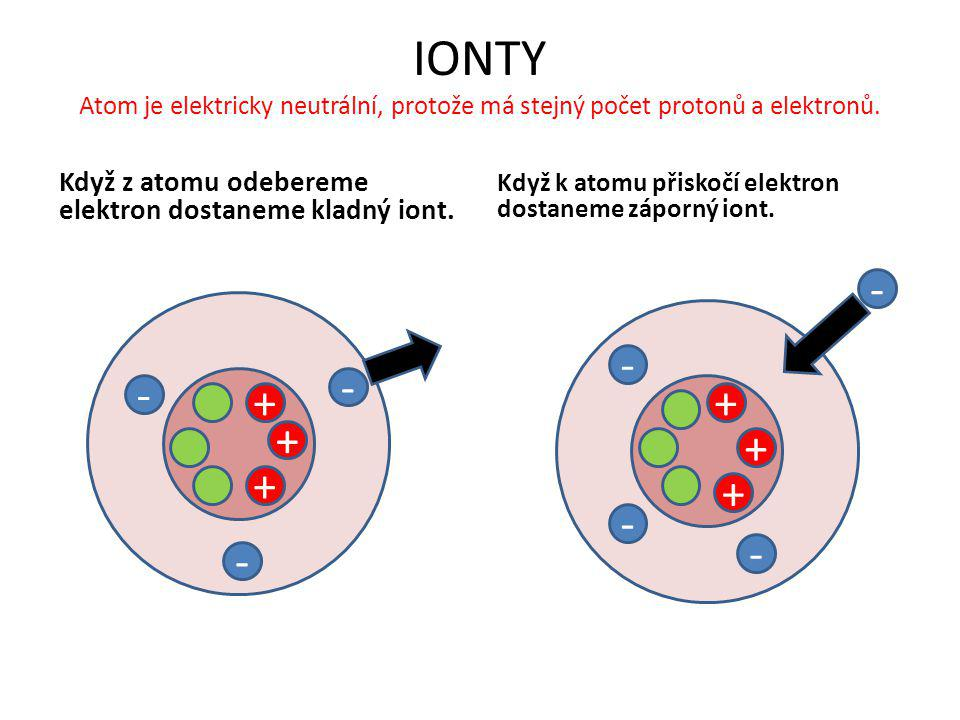 IONTY
Atom je elektricky neutrální, protože má stejný počet protonů a elektronů.
Když z atomu odebereme
elektron dostaneme kladný iont.
Když k atomu přiskočí elektron
dostaneme záporný iont.
-
-
-
+
+
+
-
-
-
-
+
+
+